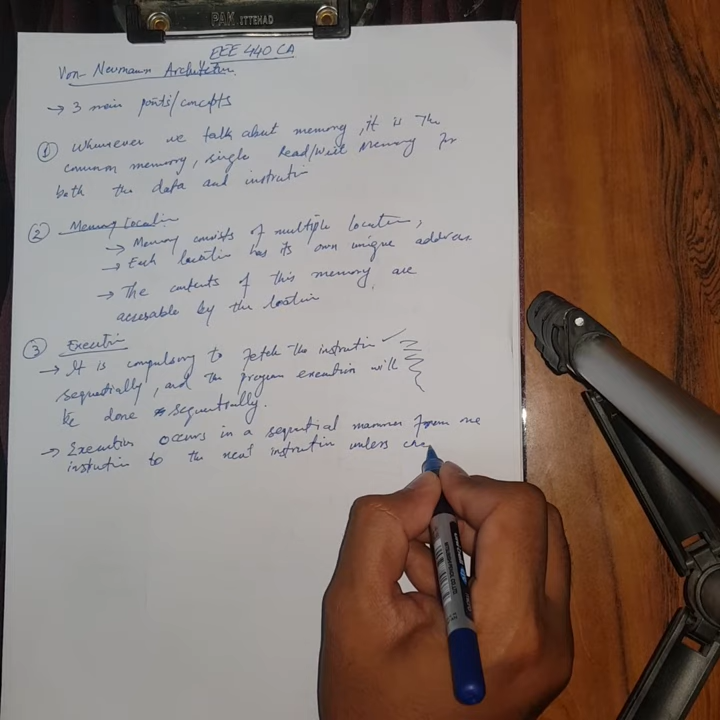 PAK ITTEHAD
EEE 440 CA
Von-Neumann Architecture
→ 3 main points/concepts
① Whenever we talk about memory, it is the
common memory, single Read/Write Memory for
both the data and instruction
② Memory Location
→ Memory consists of multiple location,
→ Each location has its own unique address.
→ The contents of this memory are
accessable by the location
③ Execution
→ It is compulsory to fetch the instruction
sequentially, and the program execution will
be done sequentially.
→ Execution occurs in a sequential manner from one
instruction to the next instruction unless